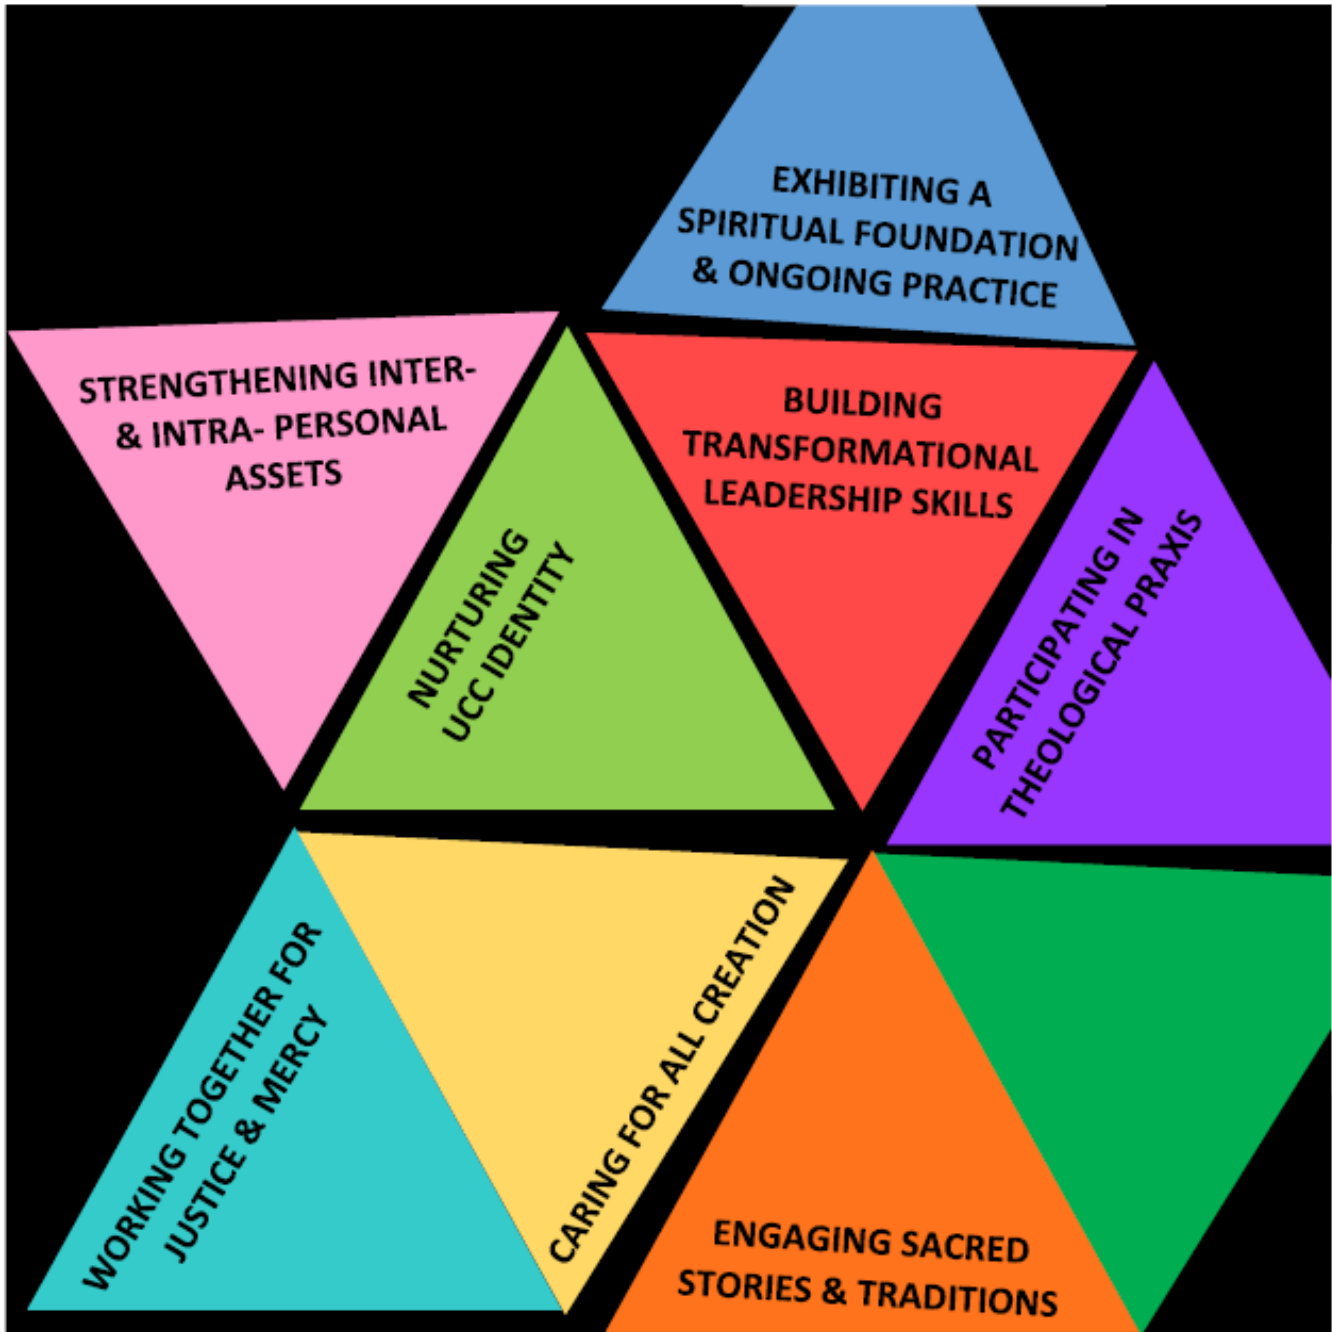 EXHIBITING A
SPIRITUAL FOUNDATION
& ONGOING PRACTICE
STRENGTHENING INTER-
& INTRA- PERSONAL
ASSETS
BUILDING
TRANSFORMATIONAL
LEADERSHIP SKILLS
NURTURING
UCC IDENTITY
PARTICIPATING IN
THEOLOGICAL PRAXIS
WORKING TOGETHER FOR
JUSTICE & MERCY
CARING FOR ALL CREATION
ENGAGING SACRED
STORIES & TRADITIONS